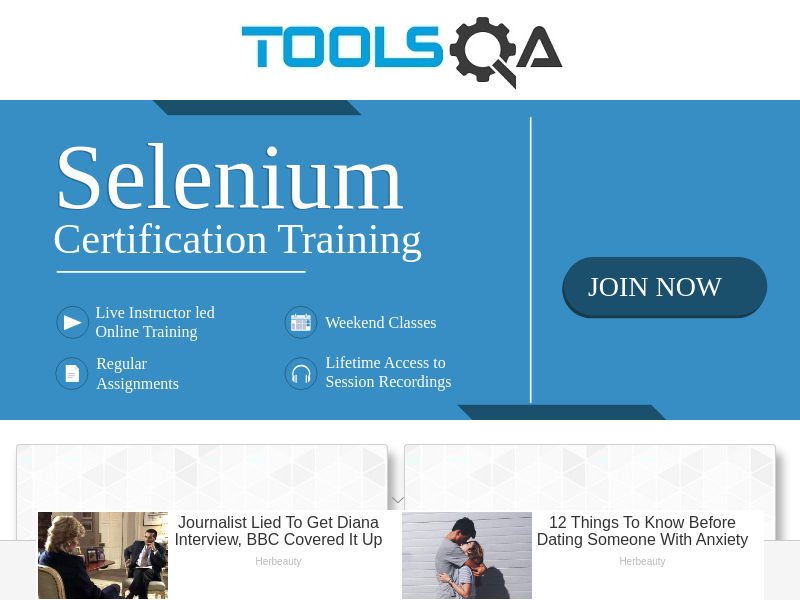 TOOLSQA
Selenium
Certification Training
JOIN NOW
Live Instructor led
Online Training
Weekend Classes
Regular
Assignments
Lifetime Access to
Session Recordings
Journalist Lied To Get Diana
Interview, BBC Covered It Up
Herbeauty
12 Things To Know Before
Dating Someone With Anxiety
Herbeauty